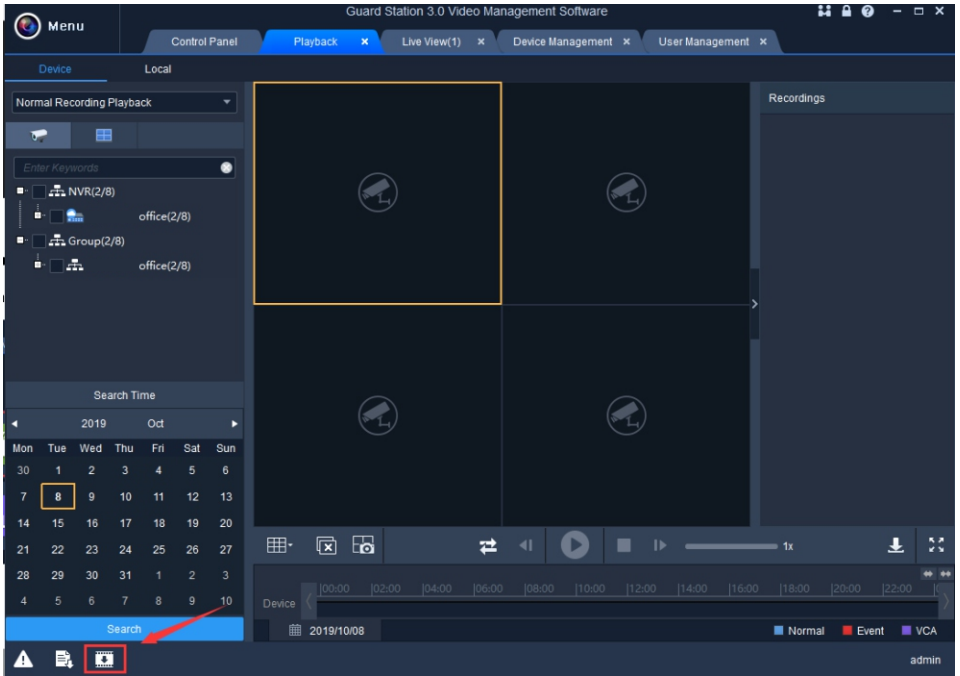 Guard Station 3.0 Video Management Software
Menu
Control Panel Playback × Live View(1) × Device Management × User Management ×
Device Local
Normal Recording Playback
Recordings
Enter Keywords
NVR(2/8)
office(2/8)
Group(2/8)
office(2/8)
Search Time
2019 Oct
Mon Tue Wed Thu Fri Sat Sun
30 1 2 3 4 5 6
7 8 9 10 11 12 13
14 15 16 17 18 19 20
21 22 23 24 25 26 27
28 29 30 31 1 2 3
4 5 6 7 8 9 10
Search
1x
00:00 02:00 04:00 06:00 08:00 10:00 12:00 14:00 16:00 18:00 20:00 22:00
Device
2019/10/08
Normal Event VCA
admin